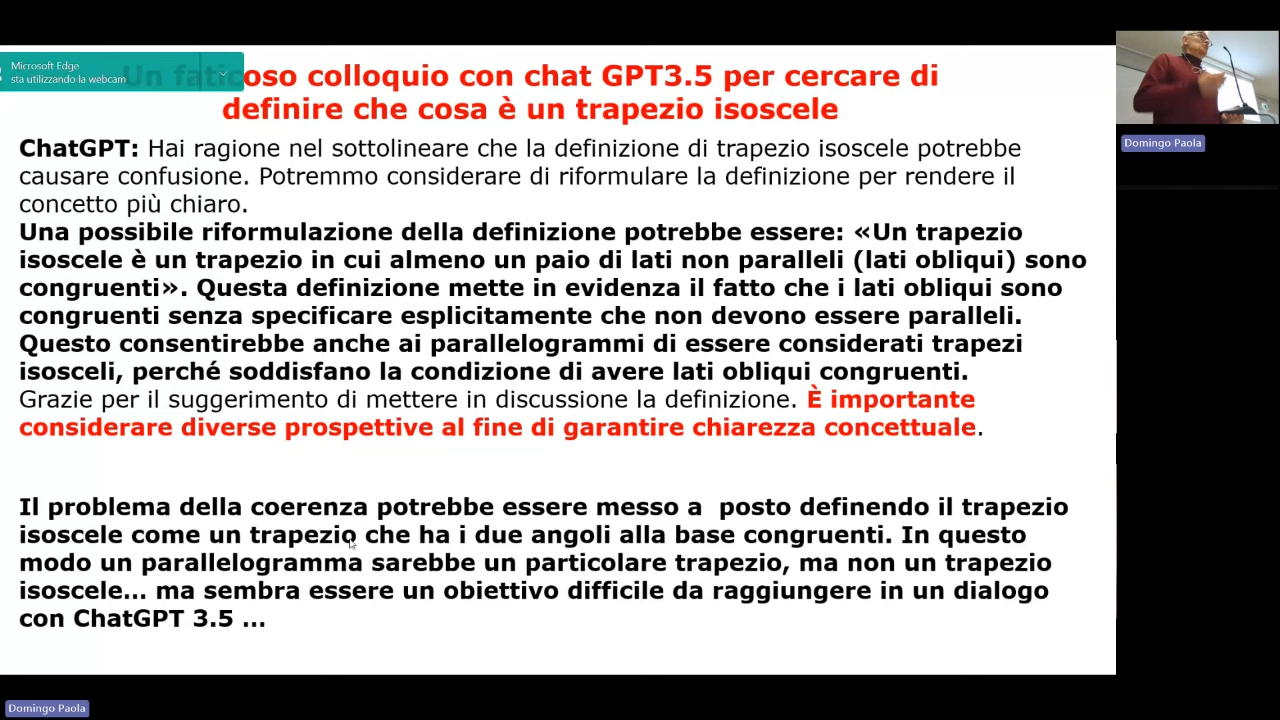 Microsoft Edge
sta utilizzando la webcam
Un faticoso colloquio con chat GPT3.5 per cercare di
definire che cosa è un trapezio isoscele
ChatGPT: Hai ragione nel sottolineare che la definizione di trapezio isoscele potrebbe
causare confusione. Potremmo considerare di riformulare la definizione per rendere il
concetto più chiaro.
Una possibile riformulazione della definizione potrebbe essere: «Un trapezio
isoscele è un trapezio in cui almeno un paio di lati non paralleli (lati obliqui) sono
congruenti». Questa definizione mette in evidenza il fatto che i lati obliqui sono
congruenti senza specificare esplicitamente che non devono essere paralleli.
Questo consentirebbe anche ai parallelogrammi di essere considerati trapezi
isosceli, perché soddisfano la condizione di avere lati obliqui congruenti.
Grazie per il suggerimento di mettere in discussione la definizione. È importante
considerare diverse prospettive al fine di garantire chiarezza concettuale.
Il problema della coerenza potrebbe essere messo a posto definendo il trapezio
isoscele come un trapezio che ha i due angoli alla base congruenti. In questo
modo un parallelogramma sarebbe un particolare trapezio, ma non un trapezio
isoscele... ma sembra essere un obiettivo difficile da raggiungere in un dialogo
con ChatGPT 3.5 ...
Domingo Paola
Domingo Paola